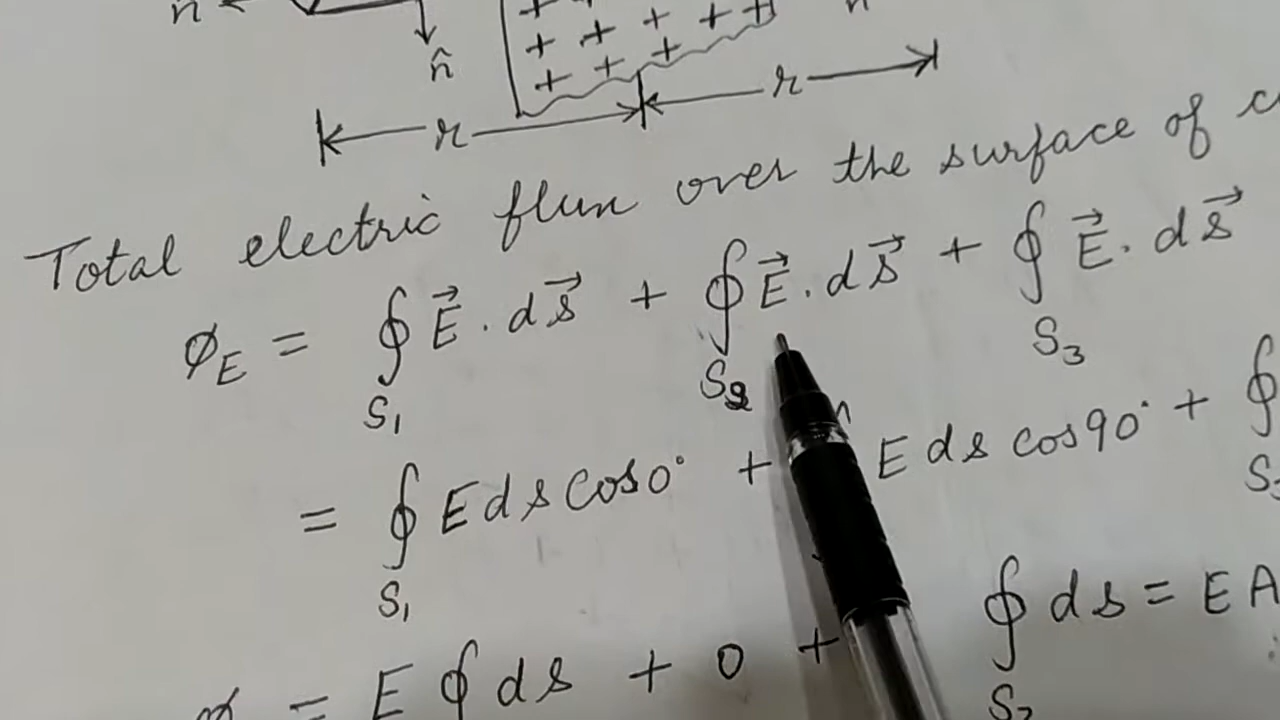 n̂
n̂
n̂
+ + + + + + + + + + +
r r
Total electric flux over the surface of
ϕE = ∮S1 E⃗ . ds⃗ + ∮S2 E⃗ . ds⃗ + ∮S3 E⃗ . ds⃗
= ∮S1 E ds cos0° + E ds cos90° + ∮
= E ∮ ds + 0 + ∮S3 ds = EA